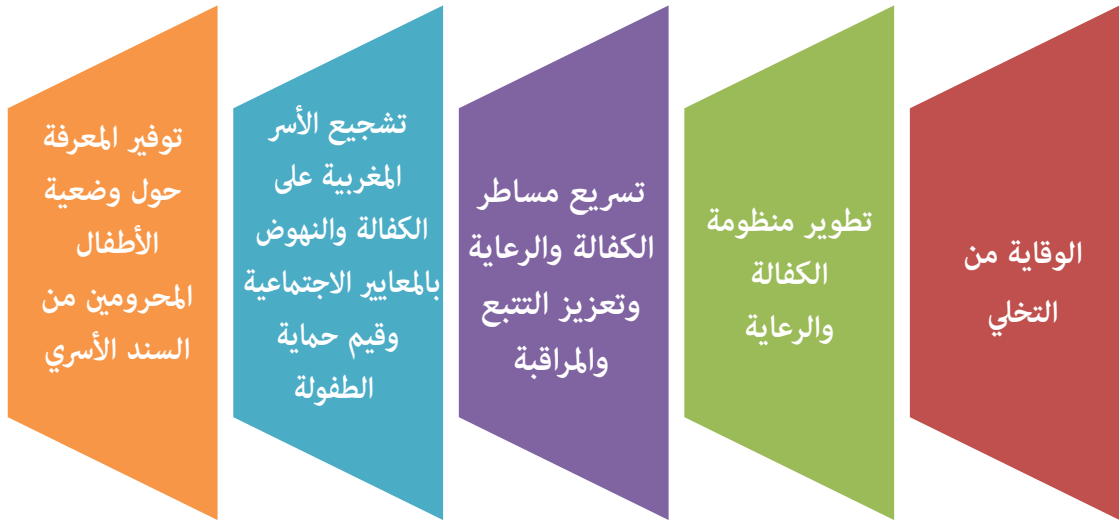 الوقاية من
التخلي
تطوير منظومة
الكفالة
والرعاية
تسريع مساطر
الكفالة والرعاية
وتعزيز التتبع
والمراقبة
تشجيع الأسر
المغربية على
الكفالة والنهوض
بالمعايير الاجتماعية
وقيم حماية
الطفولة
توفير المعرفة
حول وضعية
الأطفال
المحرومين من
السند الأسري